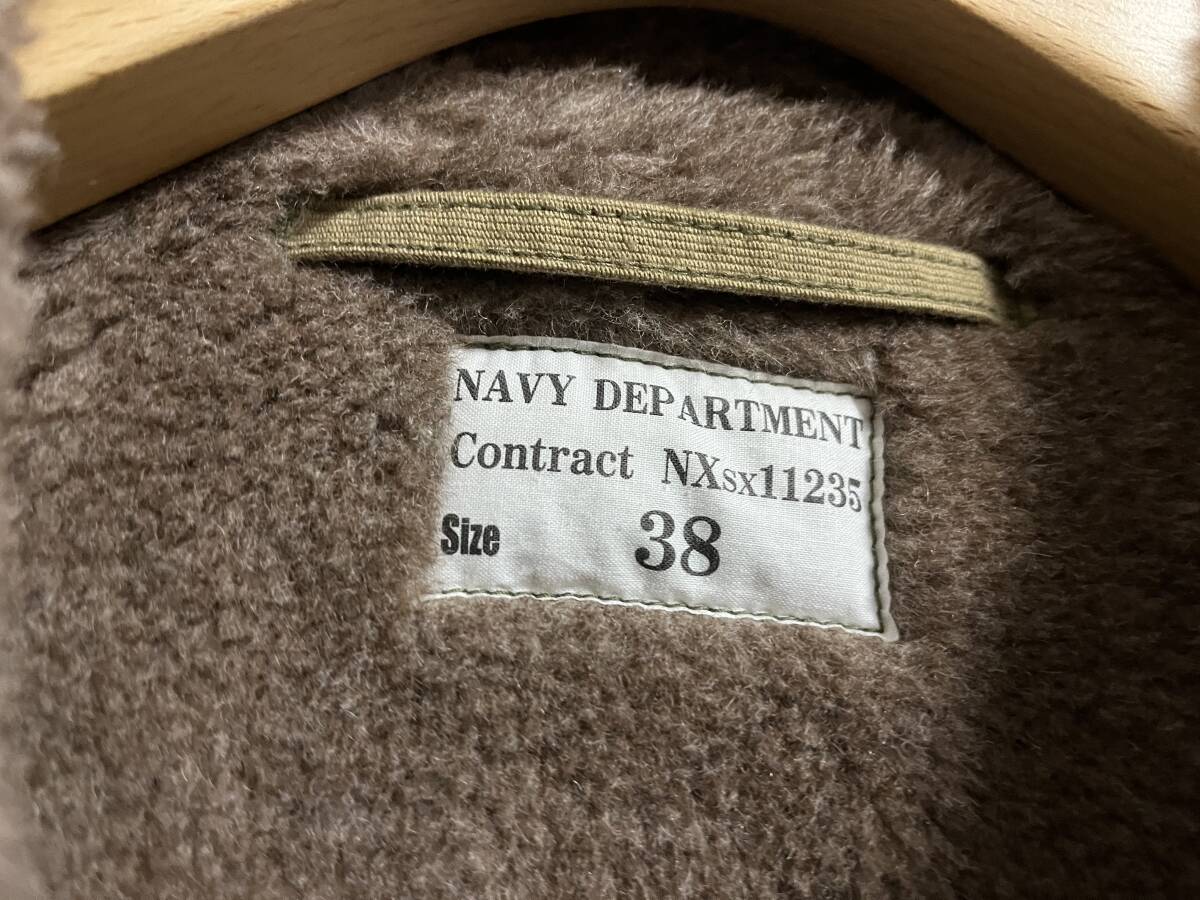 NAVY DEPARTMENT
Contract NXsx11235
Size 38